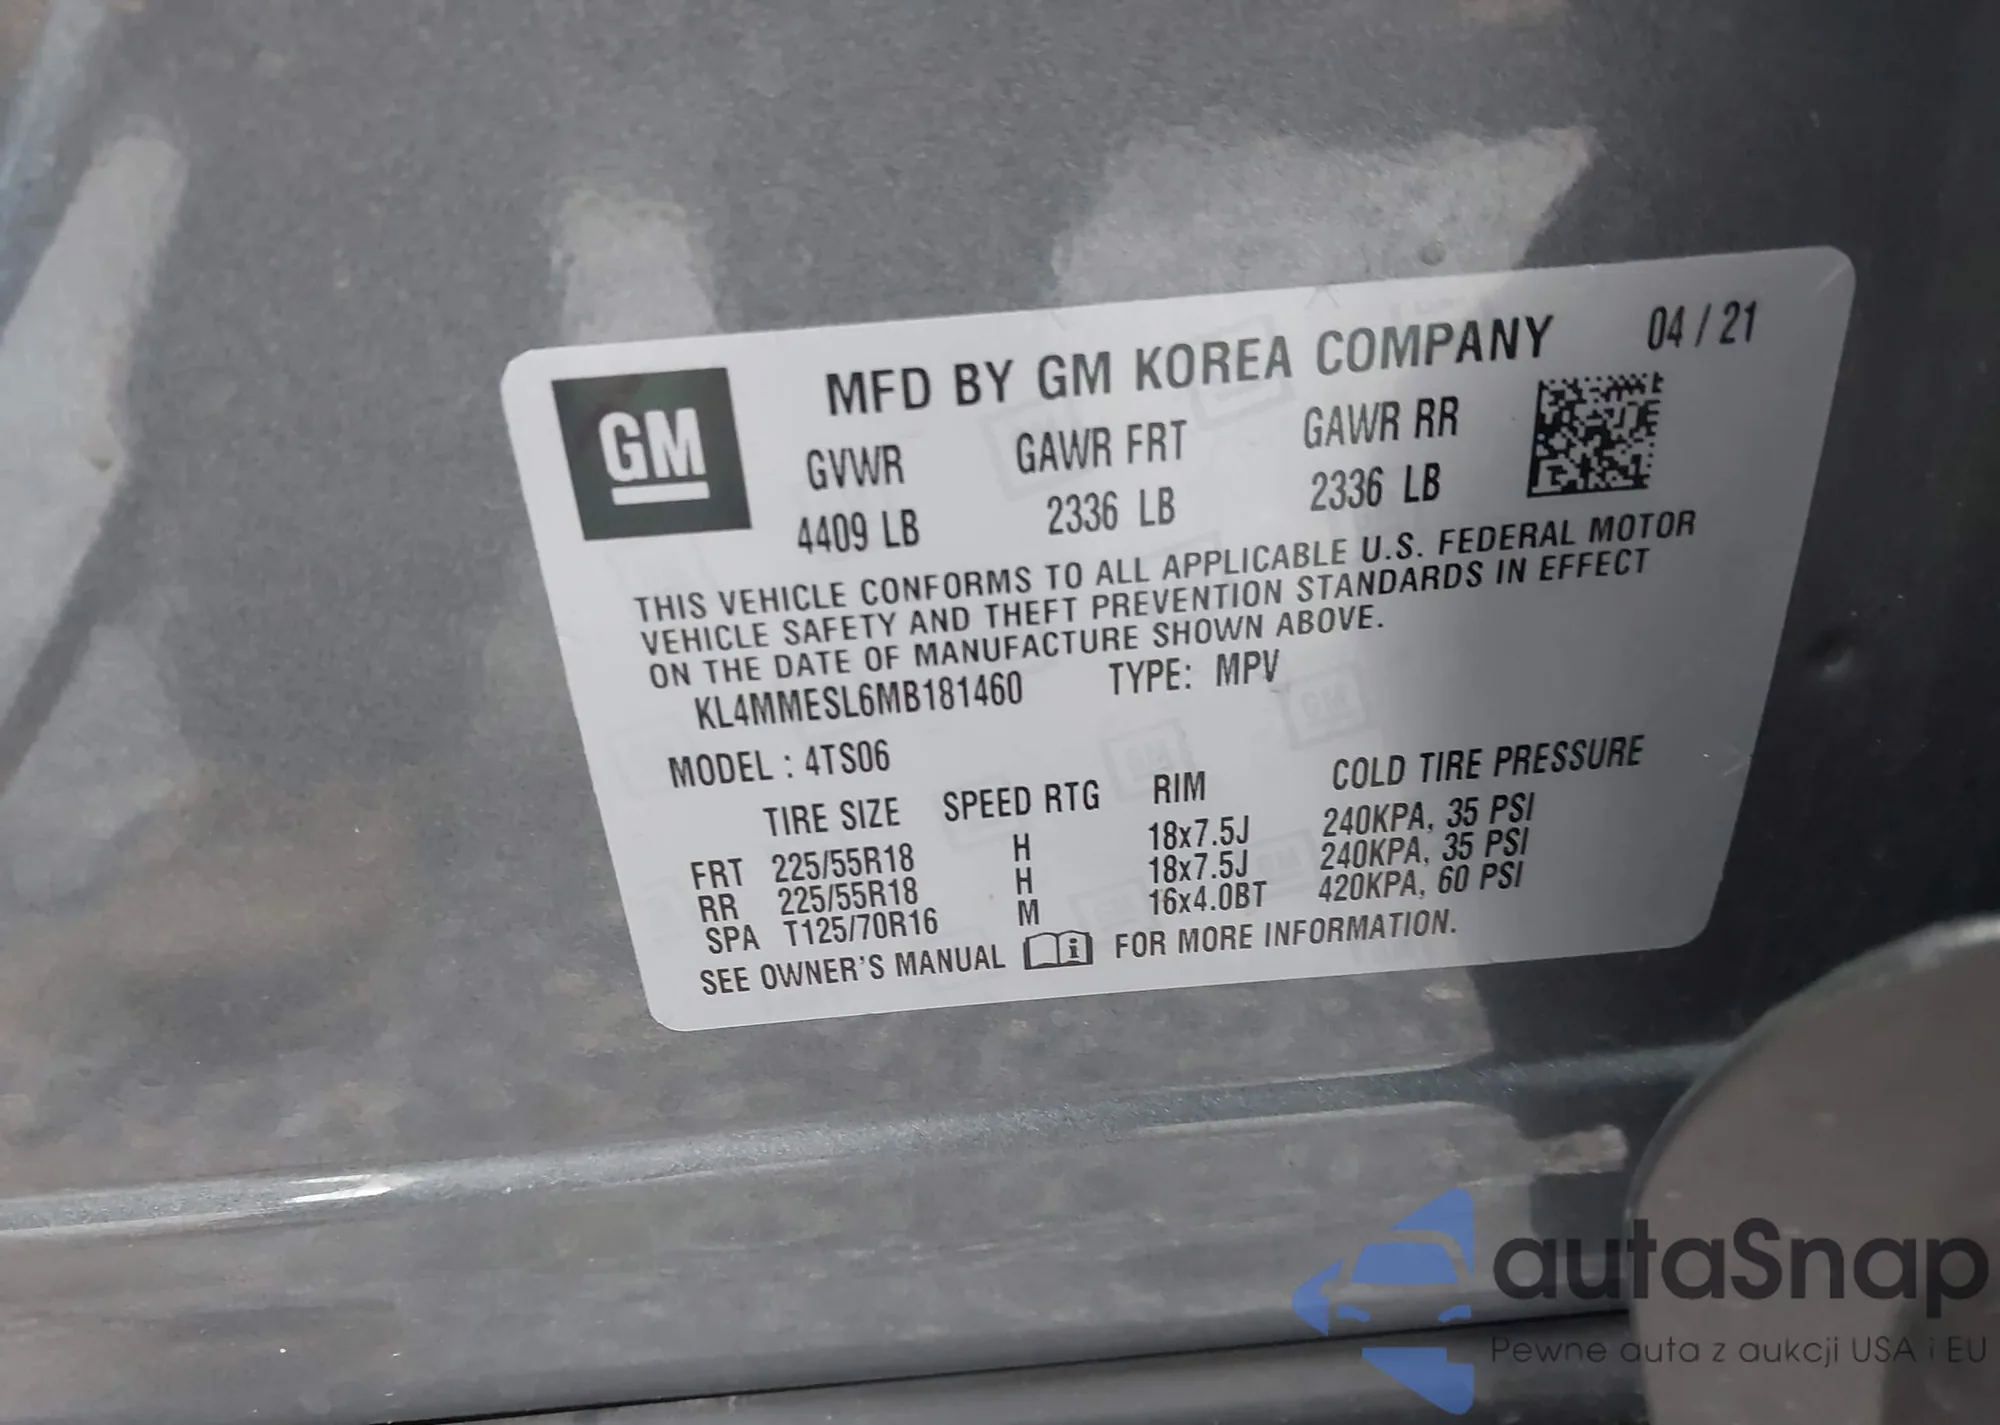 GM
MFD BY GM KOREA COMPANY 04 / 21
GVWR GAWR FRT GAWR RR
4409 LB 2336 LB 2336 LB
THIS VEHICLE CONFORMS TO ALL APPLICABLE U.S. FEDERAL MOTOR
VEHICLE SAFETY AND THEFT PREVENTION STANDARDS IN EFFECT
ON THE DATE OF MANUFACTURE SHOWN ABOVE.
KL4MMESL6MB181460 TYPE: MPV
MODEL : 4TS06
TIRE SIZE SPEED RTG RIM COLD TIRE PRESSURE
FRT 225/55R18 H 18x7.5J 240KPA, 35 PSI
RR 225/55R18 H 18x7.5J 240KPA, 35 PSI
SPA T125/70R16 M 16x4.0BT 420KPA, 60 PSI
SEE OWNER'S MANUAL FOR MORE INFORMATION.
autaSnap
Pewne auta z aukcji USA i EU